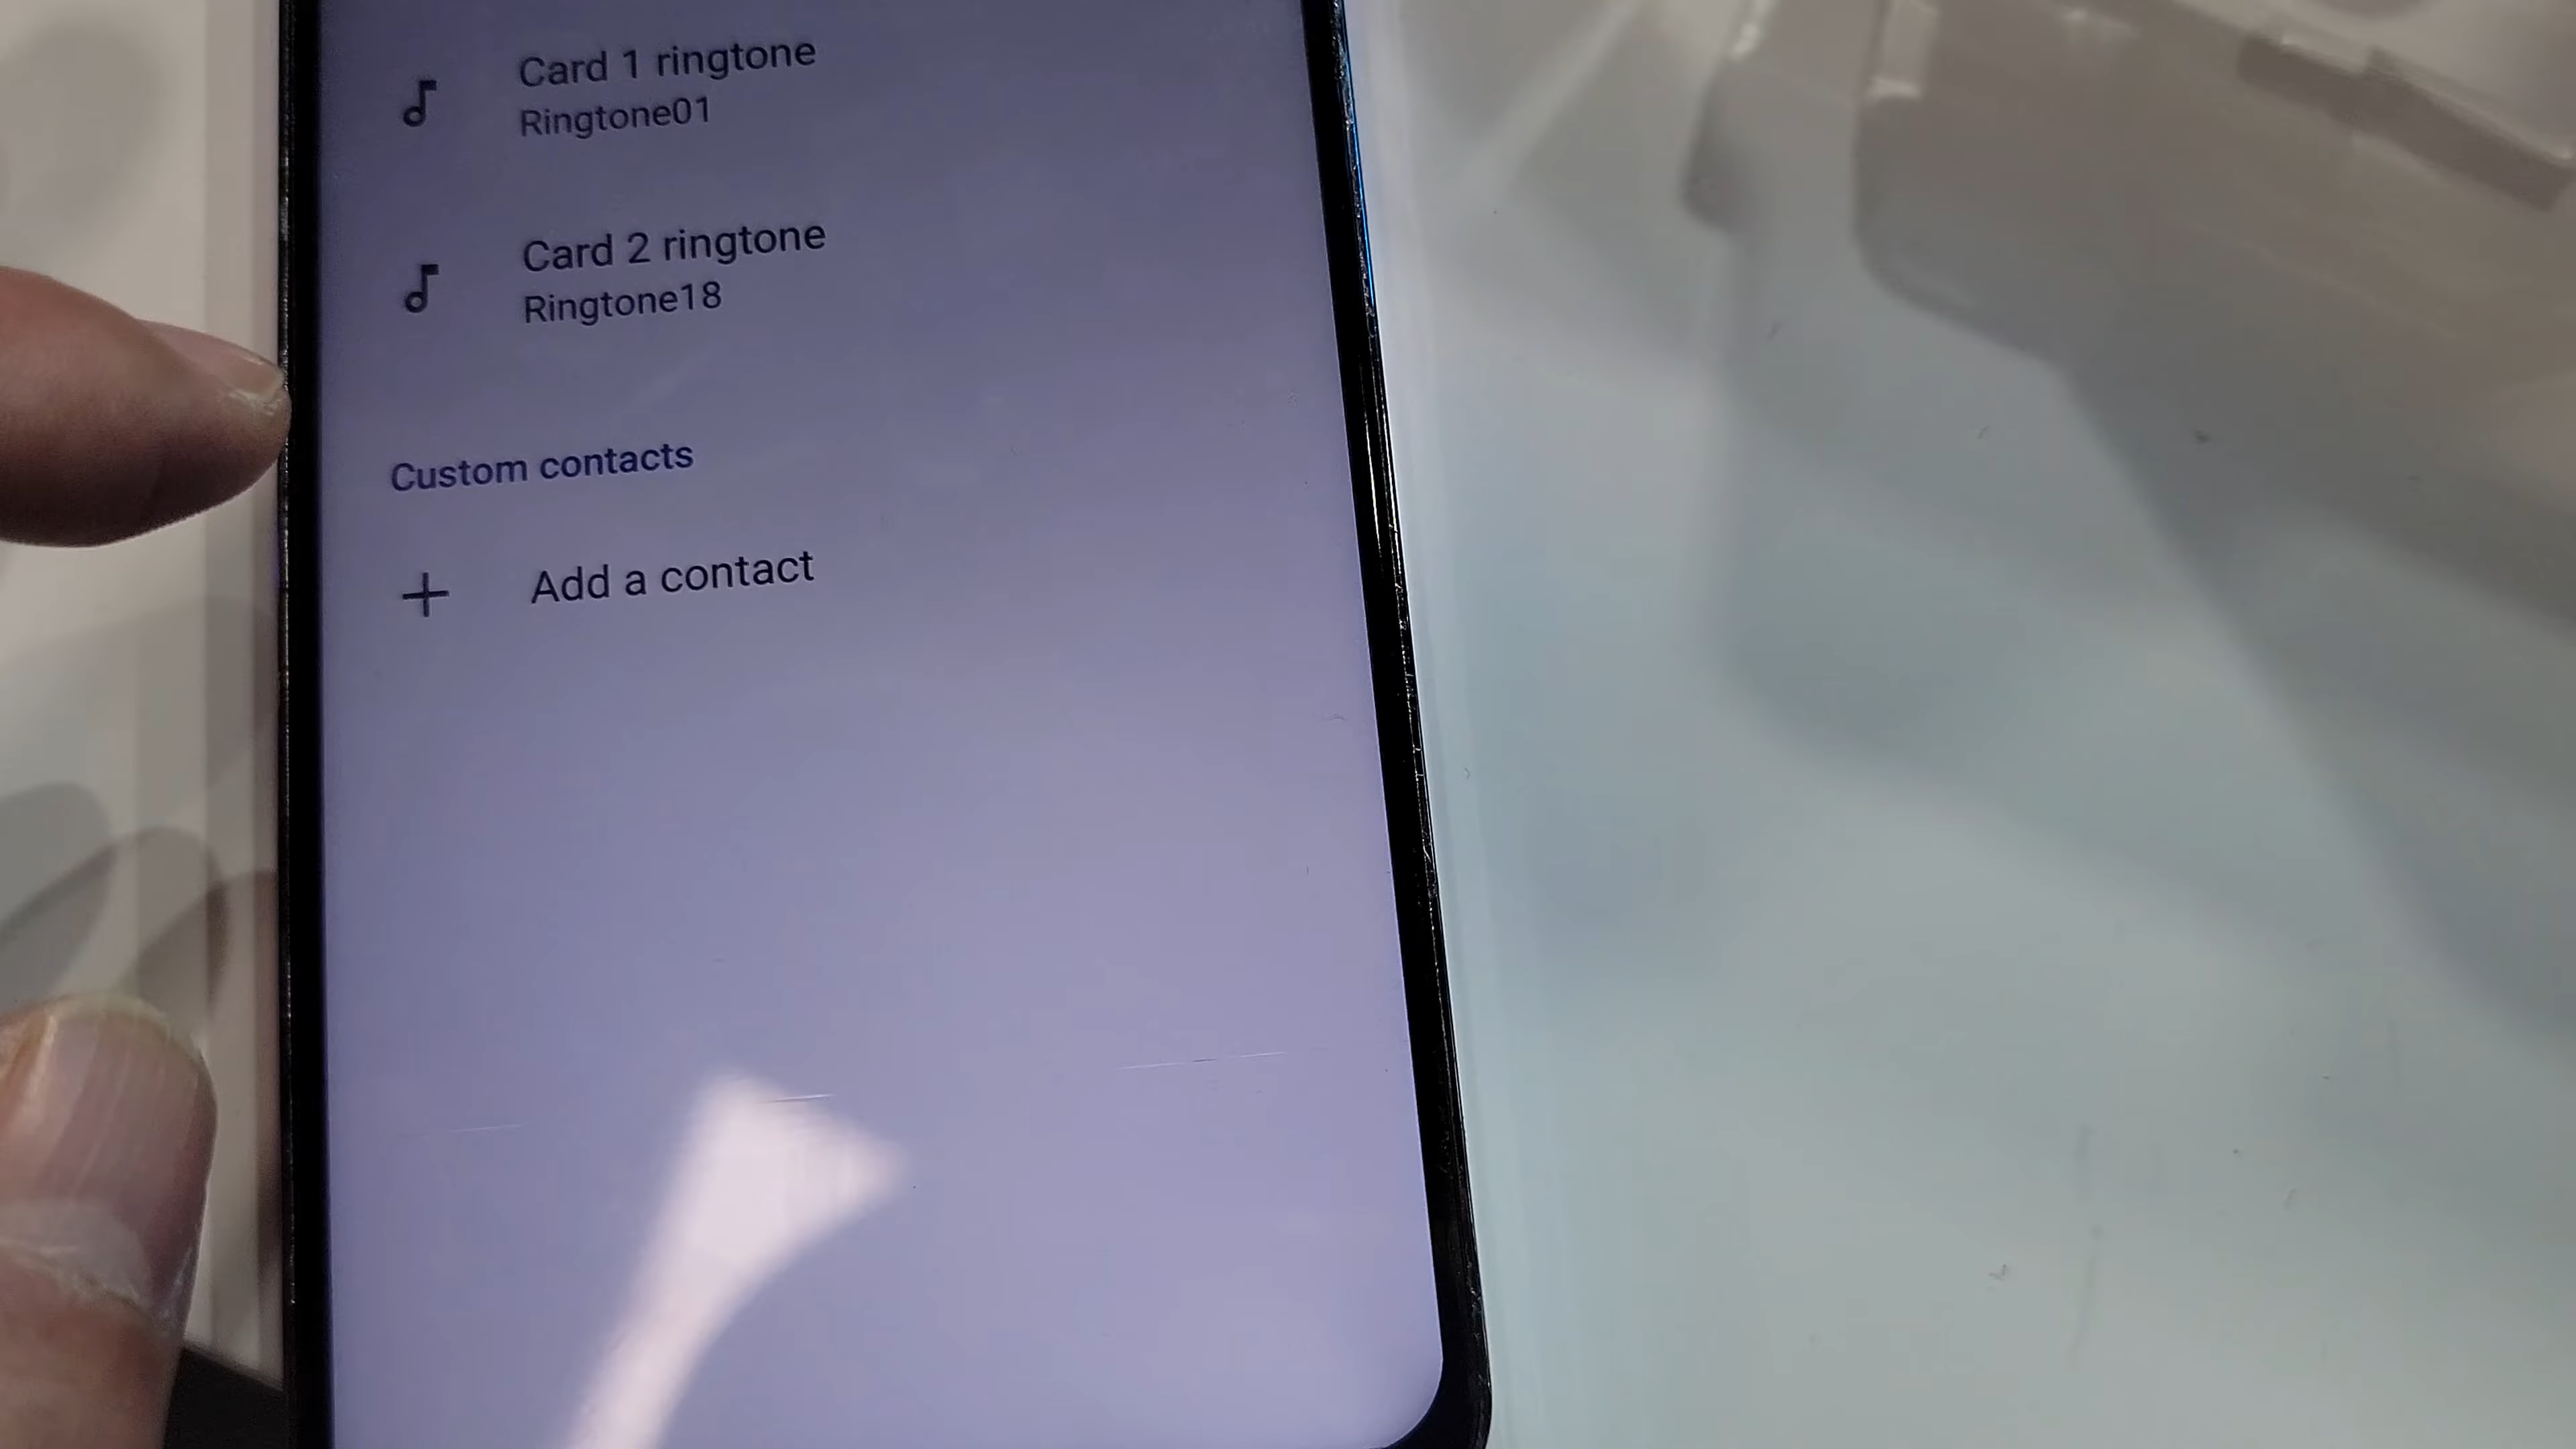 Card 1 ringtone
Ringtone01
Card 2 ringtone
Ringtone18
Custom contacts
Add a contact